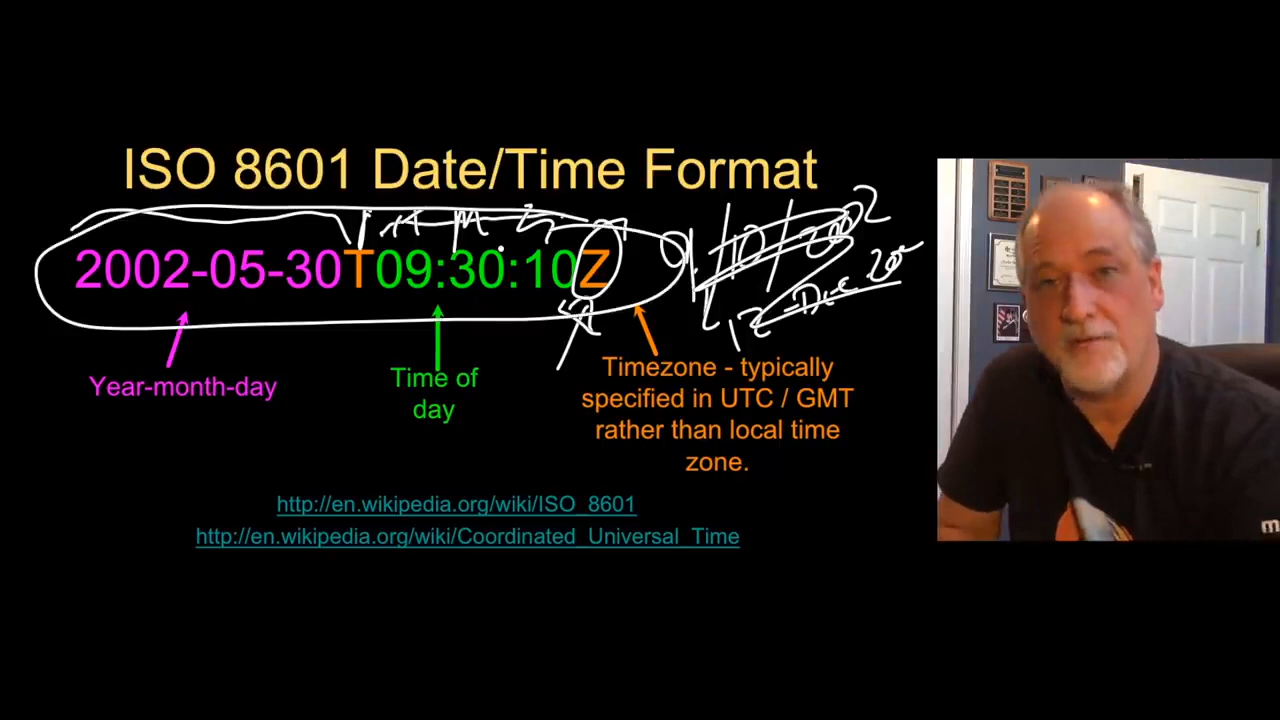 ISO 8601 Date/Time Format
2002-05-30T09:30:10Z
Year-month-day
Time of
day
Timezone - typically
specified in UTC / GMT
rather than local time
zone.
http://en.wikipedia.org/wiki/ISO_8601
http://en.wikipedia.org/wiki/Coordinated_Universal_Time